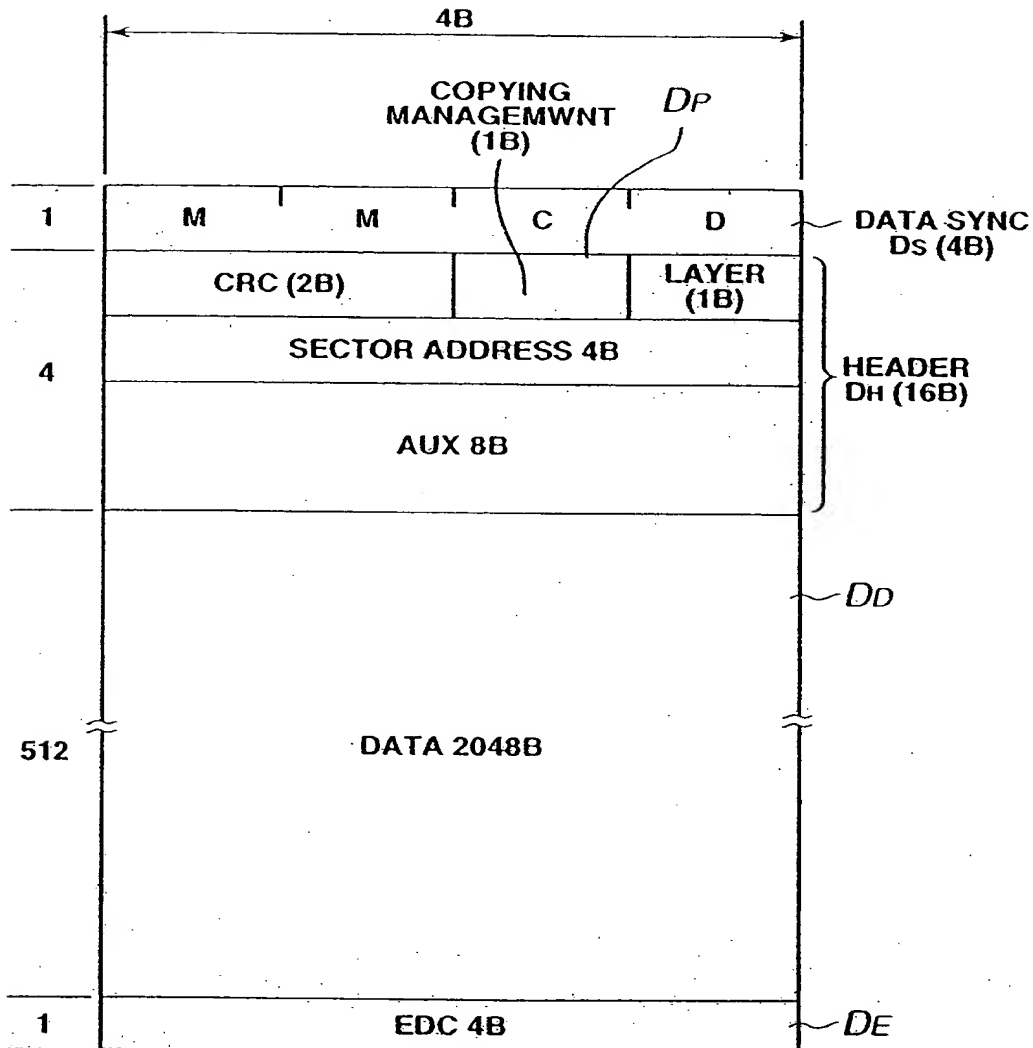 4B
COPYING
MANAGEMWNT
(1B)
DP
1
M M C D
DATA SYNC
DS (4B)
CRC (2B)
LAYER
(1B)
4
SECTOR ADDRESS 4B
HEADER
DH (16B)
AUX 8B
DD
512
DATA 2048B
1
EDC 4B
DE